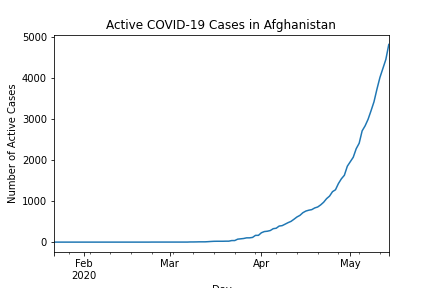 Active COVID-19 Cases in Afghanistan
Number of Active Cases
5000
4000
3000
2000
1000
0
Feb
2020
Mar
Apr
May